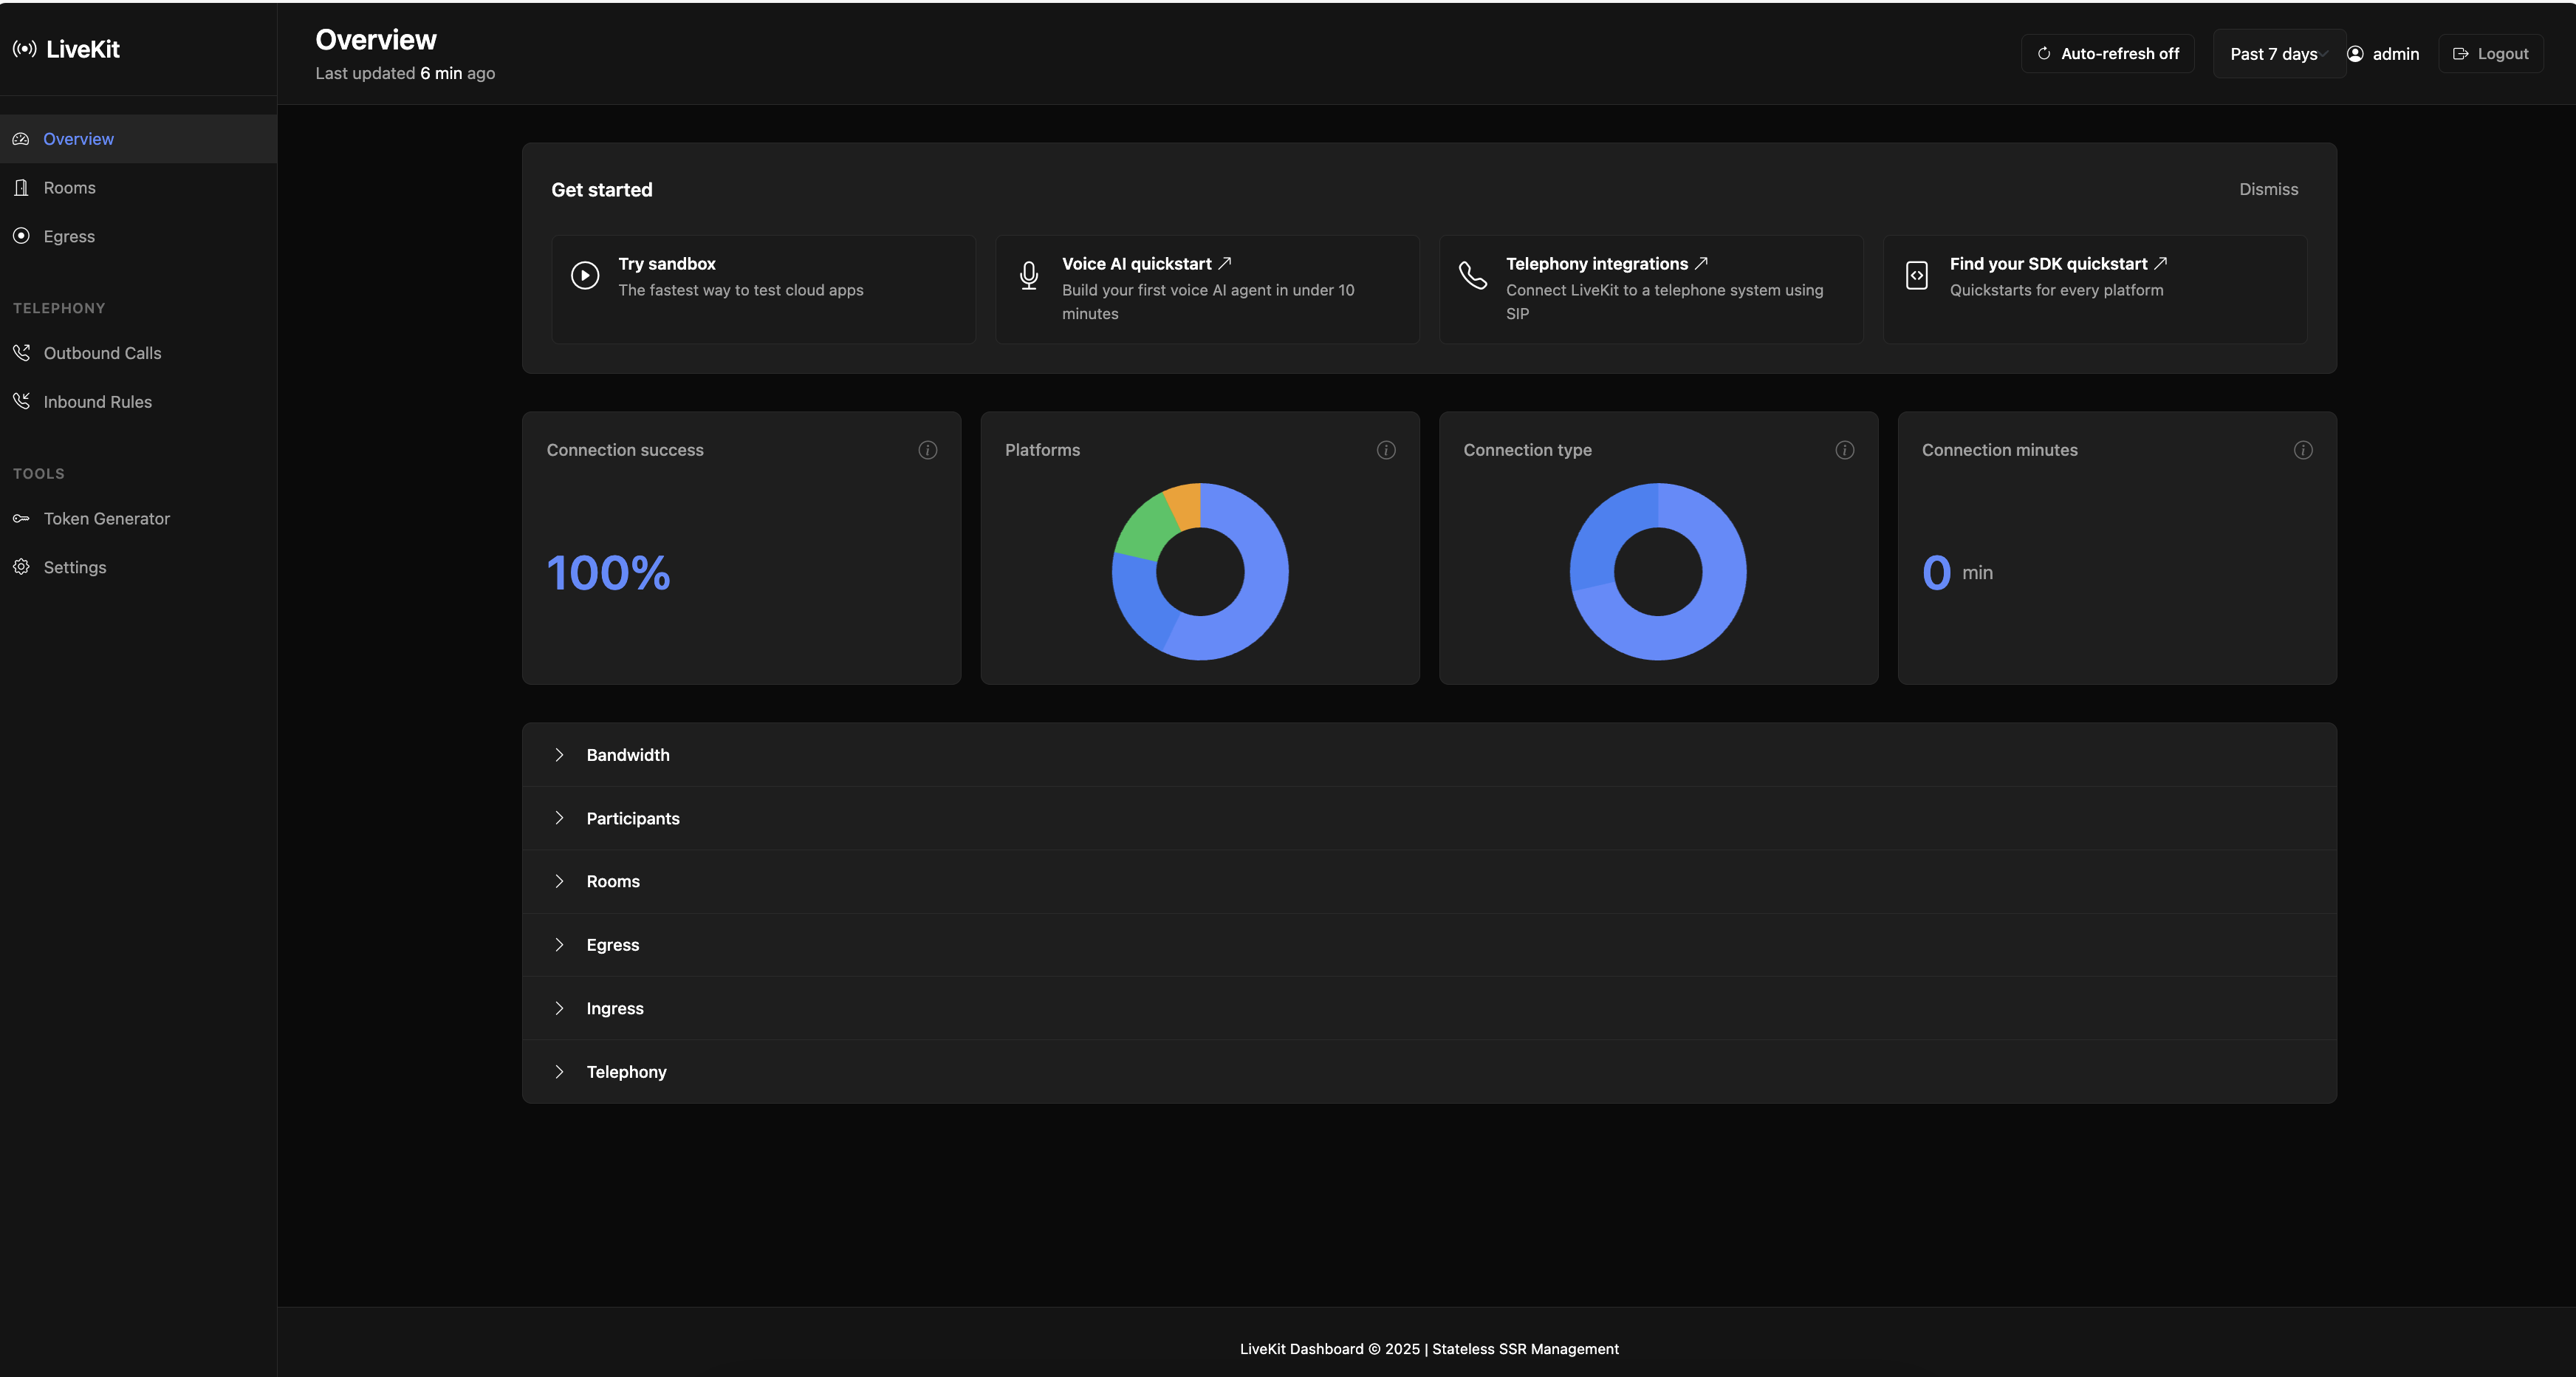 LiveKit
Overview
Rooms
Egress
TELEPHONY
Outbound Calls
Inbound Rules
TOOLS
Token Generator
Settings
Overview
Last updated 6 min ago
Auto-refresh off
Past 7 days
admin
Logout
Get started
Dismiss
Try sandbox
The fastest way to test cloud apps
Voice AI quickstart
Build your first voice AI agent in under 10
minutes
Telephony integrations
Connect LiveKit to a telephone system using
SIP
Find your SDK quickstart
Quickstarts for every platform
Connection success
100%
Platforms
Connection type
Connection minutes
0 min
Bandwidth
Participants
Rooms
Egress
Ingress
Telephony
LiveKit Dashboard © 2025 | Stateless SSR Management